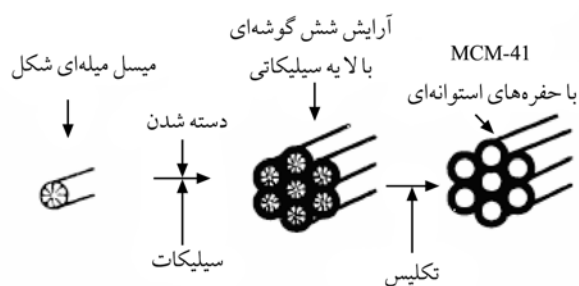 میسل میله‌ای شکل
دسته شدن
سیلیکات
آرایش شش گوشه‌ای
با لایه سیلیکاتی
تکلیس
MCM-41
با حفره‌های استوانه‌ای